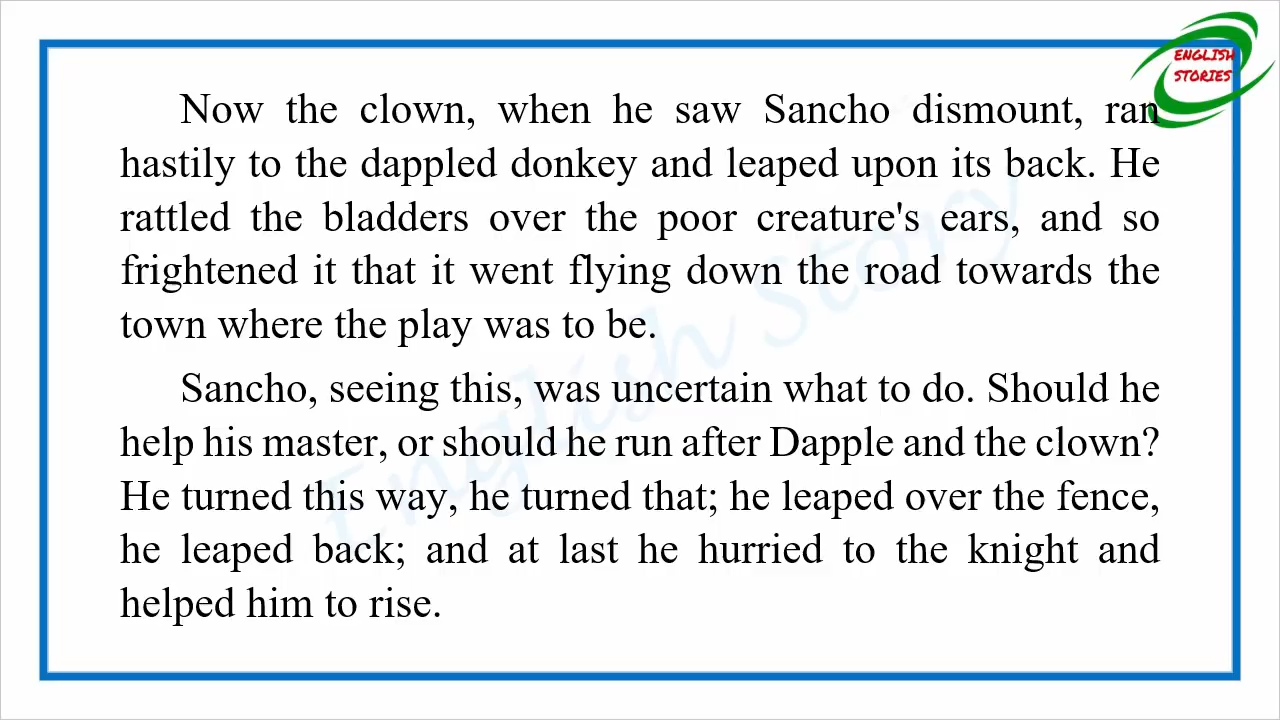 ENGLISH
STORIES
Now the clown, when he saw Sancho dismount, ran
hastily to the dappled donkey and leaped upon its back. He
rattled the bladders over the poor creature's ears, and so
frightened it that it went flying down the road towards the
town where the play was to be.
Sancho, seeing this, was uncertain what to do. Should he
help his master, or should he run after Dapple and the clown?
He turned this way, he turned that; he leaped over the fence,
he leaped back; and at last he hurried to the knight and
helped him to rise.
English Story